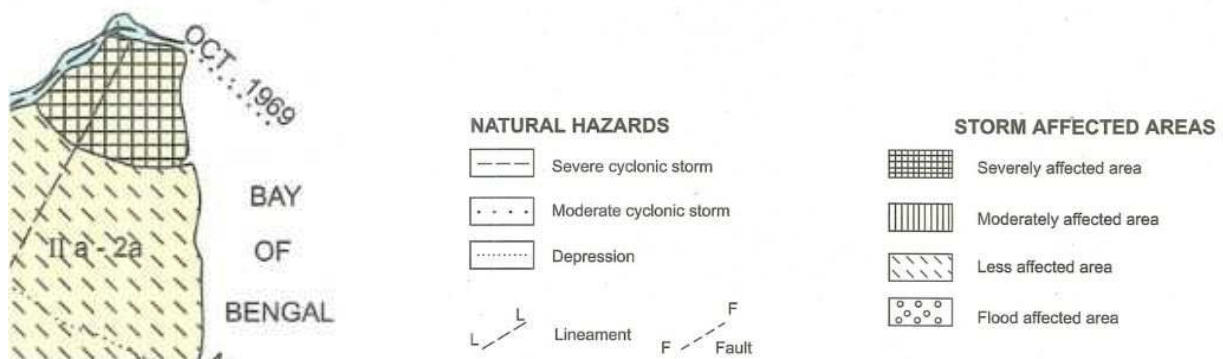 OCT. 1969
BAY
OF
BENGAL
II a - 2a
NATURAL HAZARDS
Severe cyclonic storm
Moderate cyclonic storm
Depression
L L Lineament
F F Fault
STORM AFFECTED AREAS
Severely affected area
Moderately affected area
Less affected area
Flood affected area